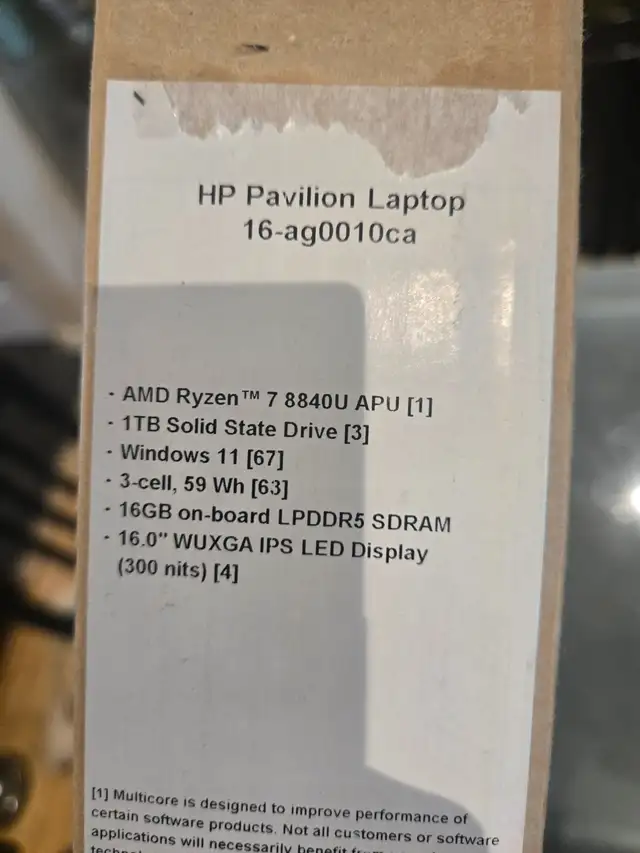 HP Pavilion Laptop
16-ag0010ca
· AMD Ryzen™ 7 8840U APU [1]
· 1TB Solid State Drive [3]
· Windows 11 [67]
· 3-cell, 59 Wh [63]
· 16GB on-board LPDDR5 SDRAM
· 16.0" WUXGA IPS LED Display
(300 nits) [4]
[1] Multicore is designed to improve performance of
certain software products. Not all customers or software
applications will necessarily benefit